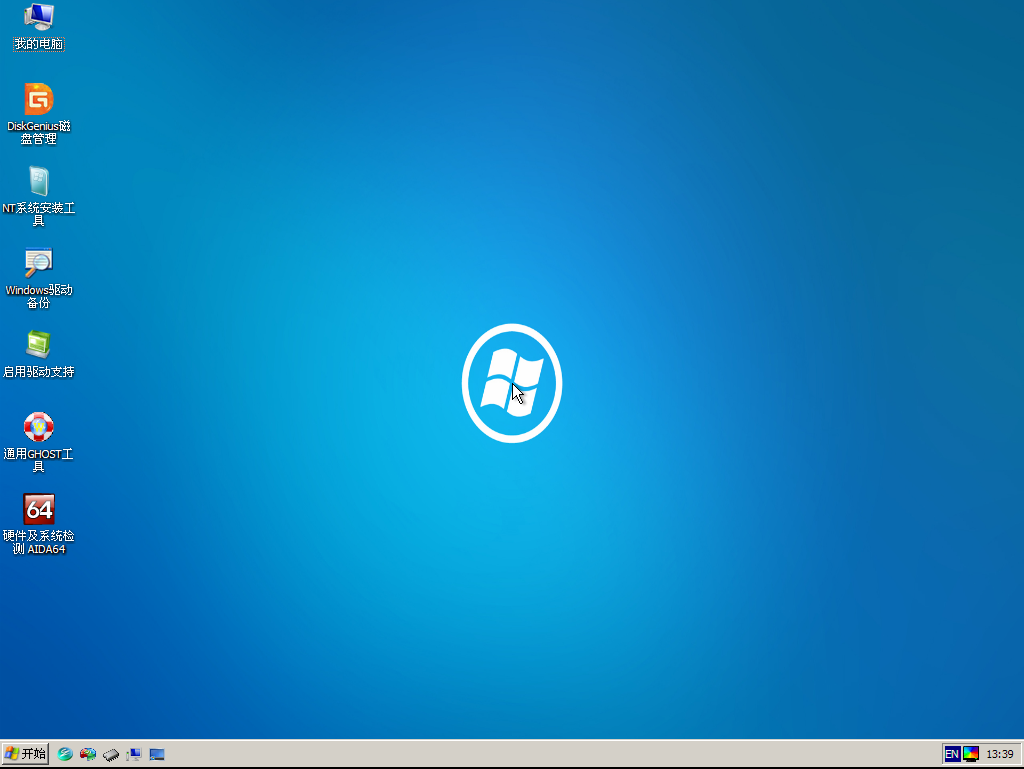 我的电脑
DiskGenius磁
盘管理
NT系统安装工
具
Windows驱动
备份
启用驱动支持
通用GHOST工
具
64
硬件及系统检
测 AIDA64
开始
EN
13:39